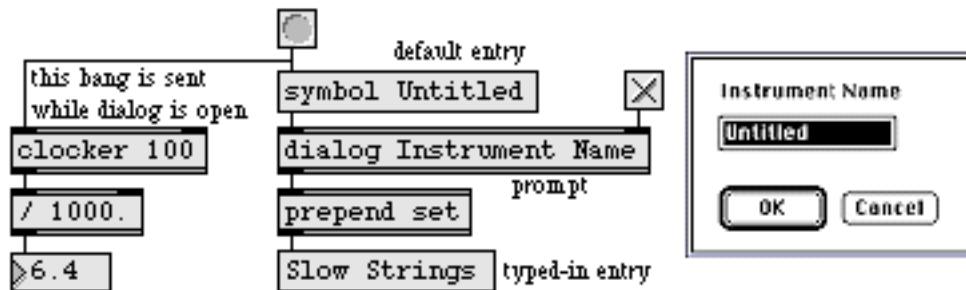 default entry
this bang is sent
while dialog is open
symbol Untitled
clocker 100
dialog Instrument Name
prompt
/ 1000.
prepend set
6.4
Slow Strings
typed-in entry
Instrument Name
Untitled
OK
Cancel